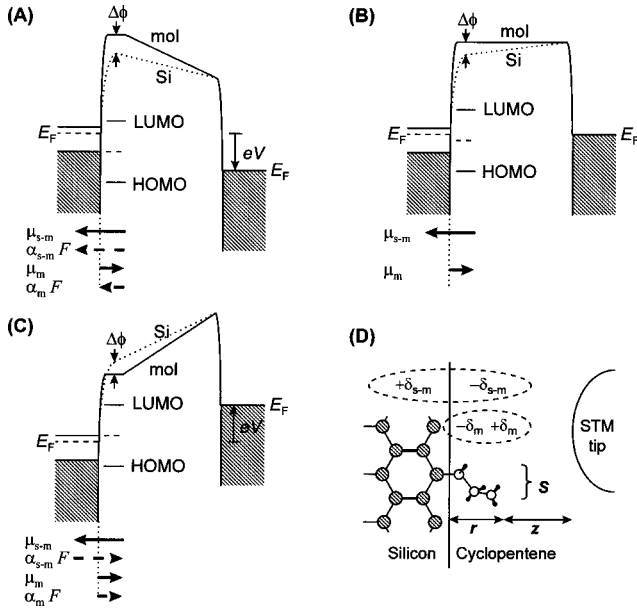 (A)
Δϕ
mol
Si
LUMO
E_F
eV
HOMO
E_F
μ_s-m
α_s-m F
μ_m
α_m F
(B)
Δϕ
mol
Si
LUMO
E_F
E_F
HOMO
μ_s-m
μ_m
(C)
Δϕ
Si
mol
LUMO
E_F
E_F
eV
HOMO
μ_s-m
α_s-m F
μ_m
α_m F
(D)
+δ_s-m −δ_s-m
−δ_m +δ_m
STM
tip
S
r z
Silicon Cyclopentene